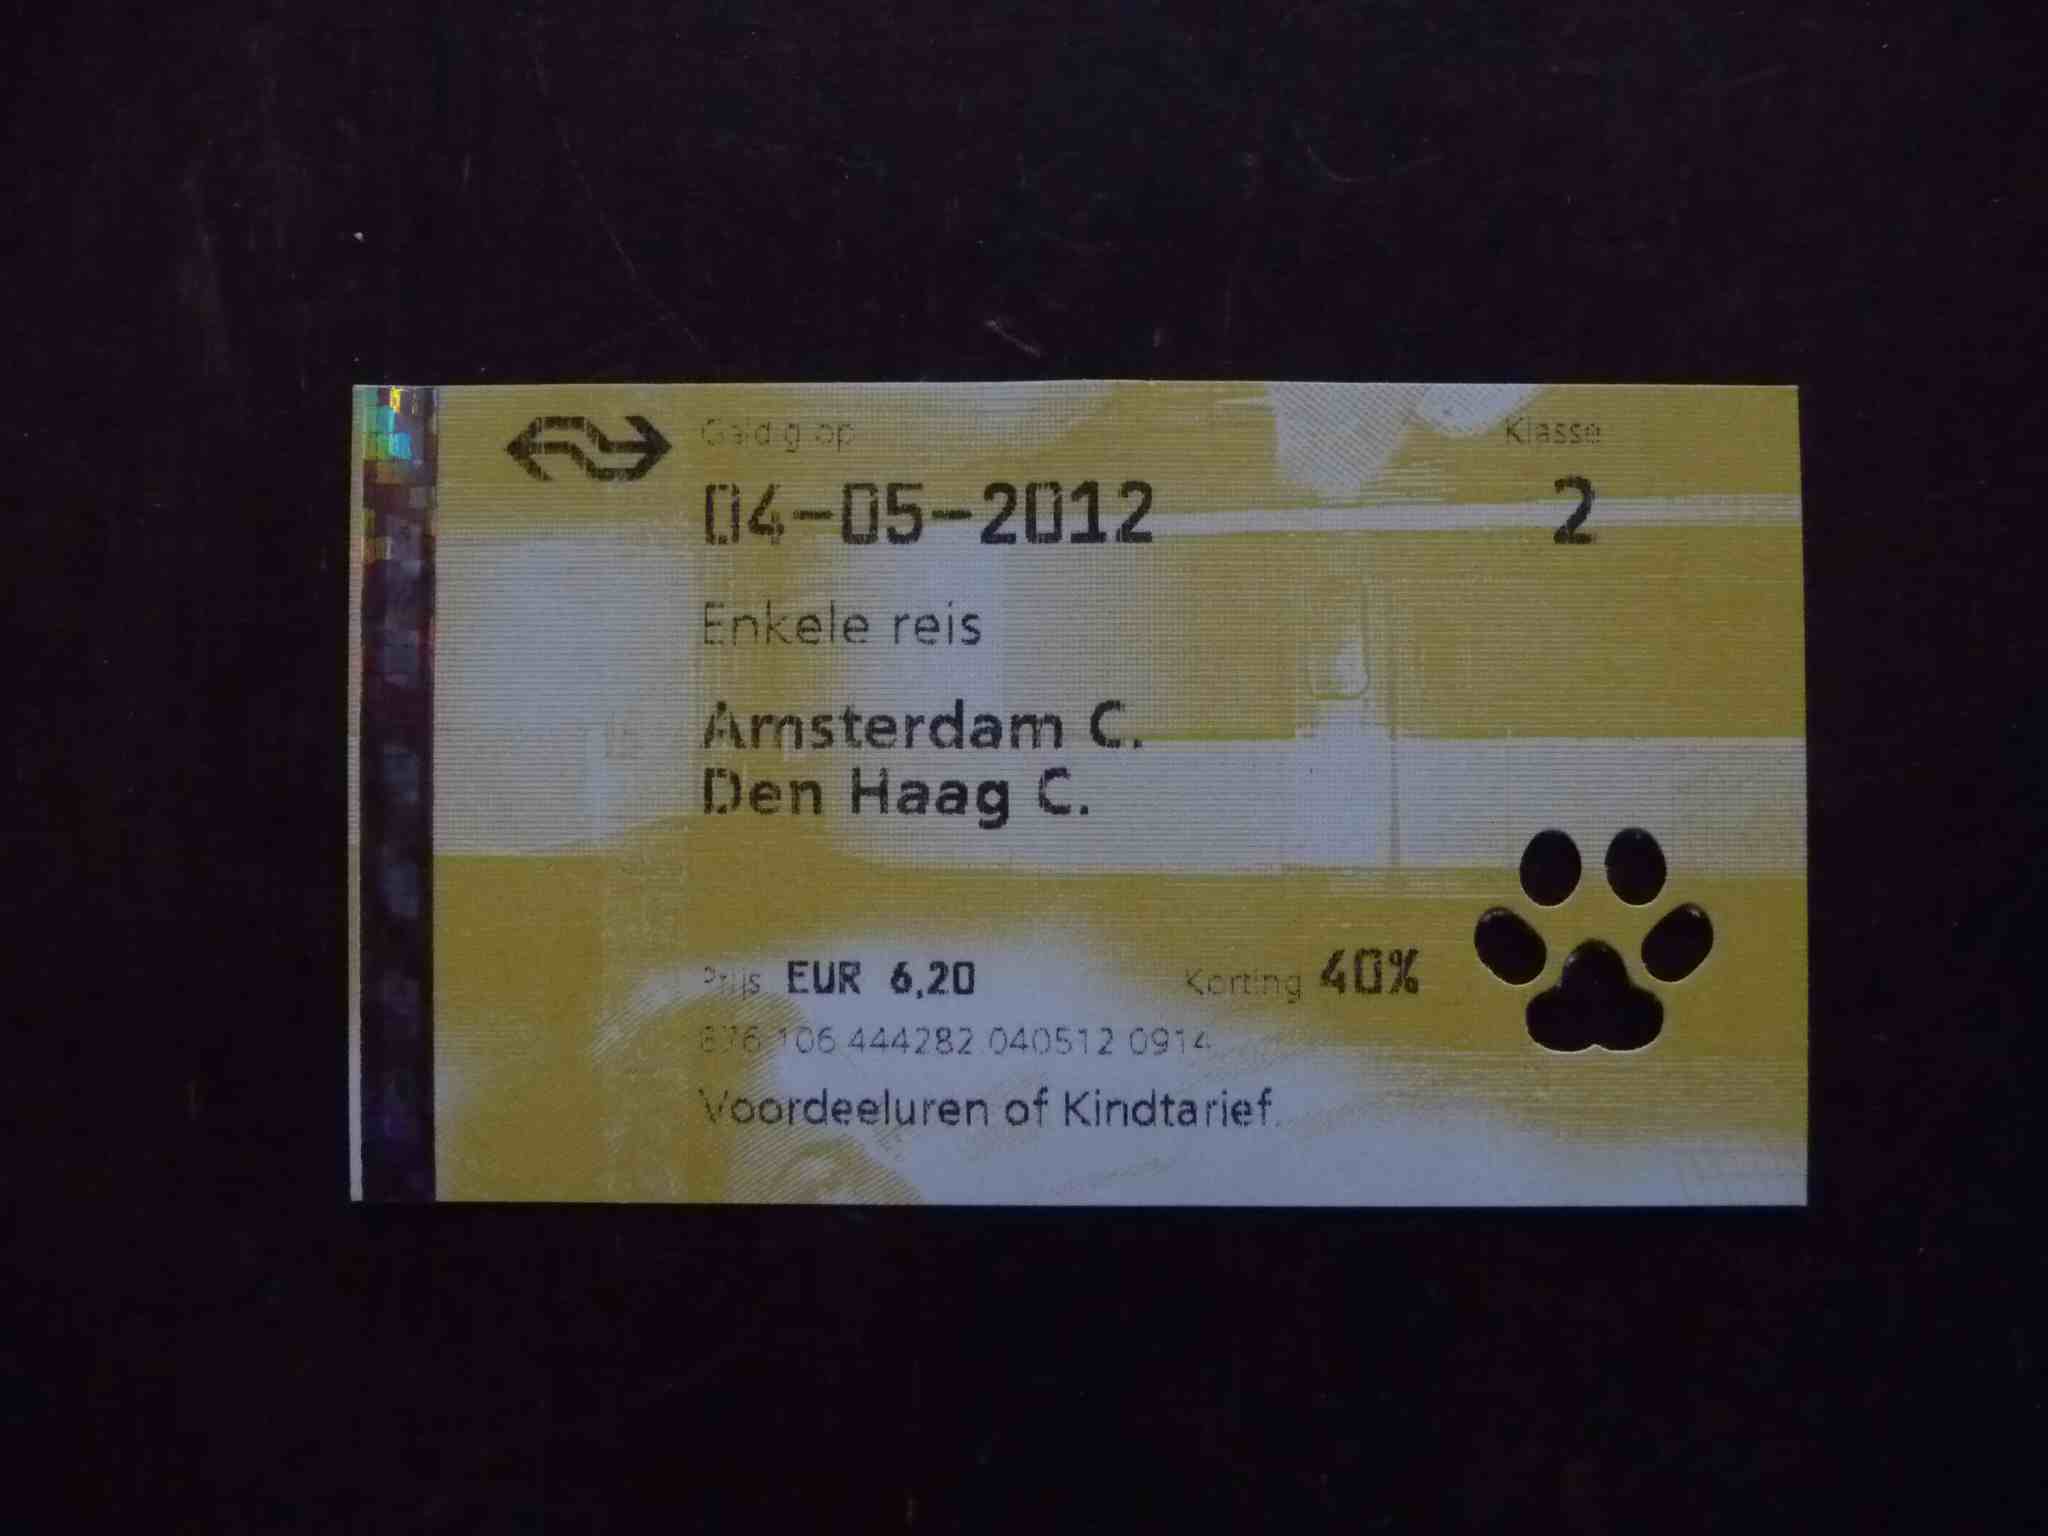 Geldig op
Klasse
04-05-2012
2
Enkele reis
Amsterdam C.
Den Haag C.
Prijs EUR 6,20
Korting 40%
876 106 444282 040512 0914
Voordeeluren of Kindtarief.